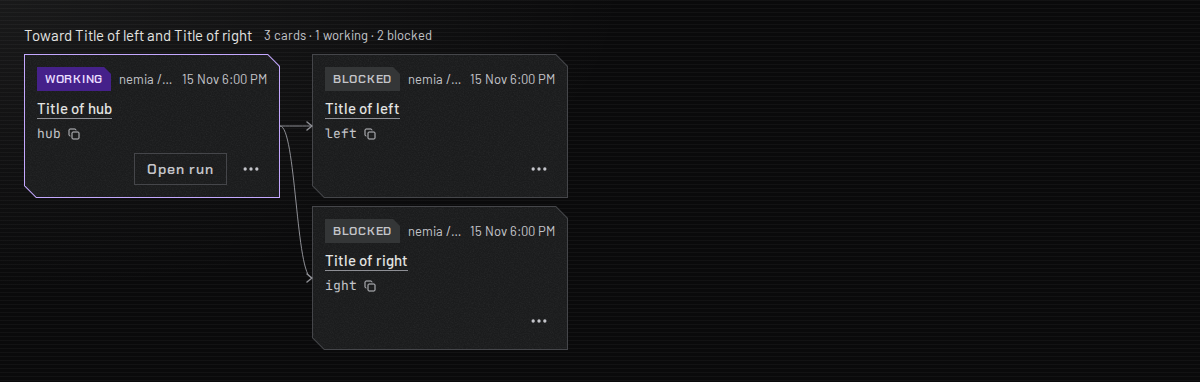 Toward Title of left and Title of right 3 cards · 1 working · 2 blocked
WORKING nemia /... 15 Nov 6:00 PM
Title of hub
hub
Open run
BLOCKED nemia /... 15 Nov 6:00 PM
Title of left
left
BLOCKED nemia /... 15 Nov 6:00 PM
Title of right
ight